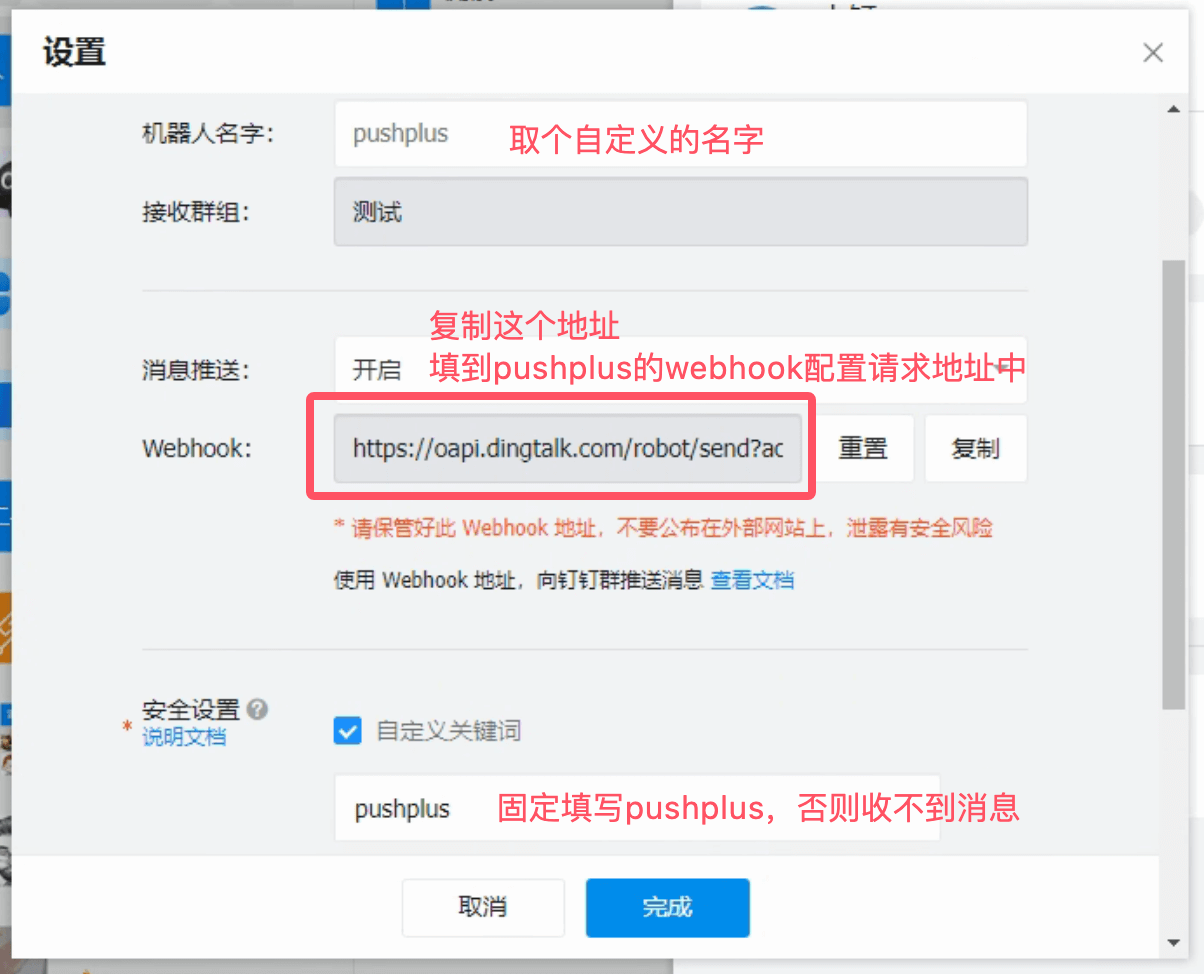 设置
机器人名字:
pushplus
取个自定义的名字
接收群组:
测试
复制这个地址
消息推送:
开启
填到pushplus的webhook配置请求地址中
Webhook:
https://oapi.dingtalk.com/robot/send?ac
重置
复制
* 请保管好此 Webhook 地址，不要公布在外部网站上，泄露有安全风险
使用 Webhook 地址，向钉钉群推送消息 查看文档
* 安全设置
说明文档
自定义关键词
pushplus
固定填写pushplus，否则收不到消息
取消
完成